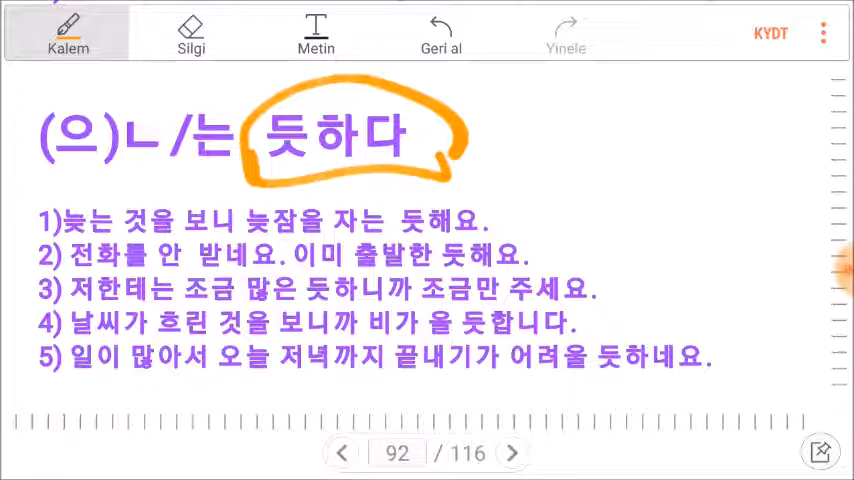 Kalem Silgi Metin Geri al Yinele KYDT
(으)ㄴ/는 듯하다
1)늦는 것을 보니 늦잠을 자는 듯해요.
2) 전화를 안 받네요. 이미 출발한 듯해요.
3) 저한테는 조금 많은 듯하니까 조금만 주세요.
4) 날씨가 흐린 것을 보니까 비가 올 듯합니다.
5) 일이 많아서 오늘 저녁까지 끝내기가 어려울 듯하네요.
92 / 116